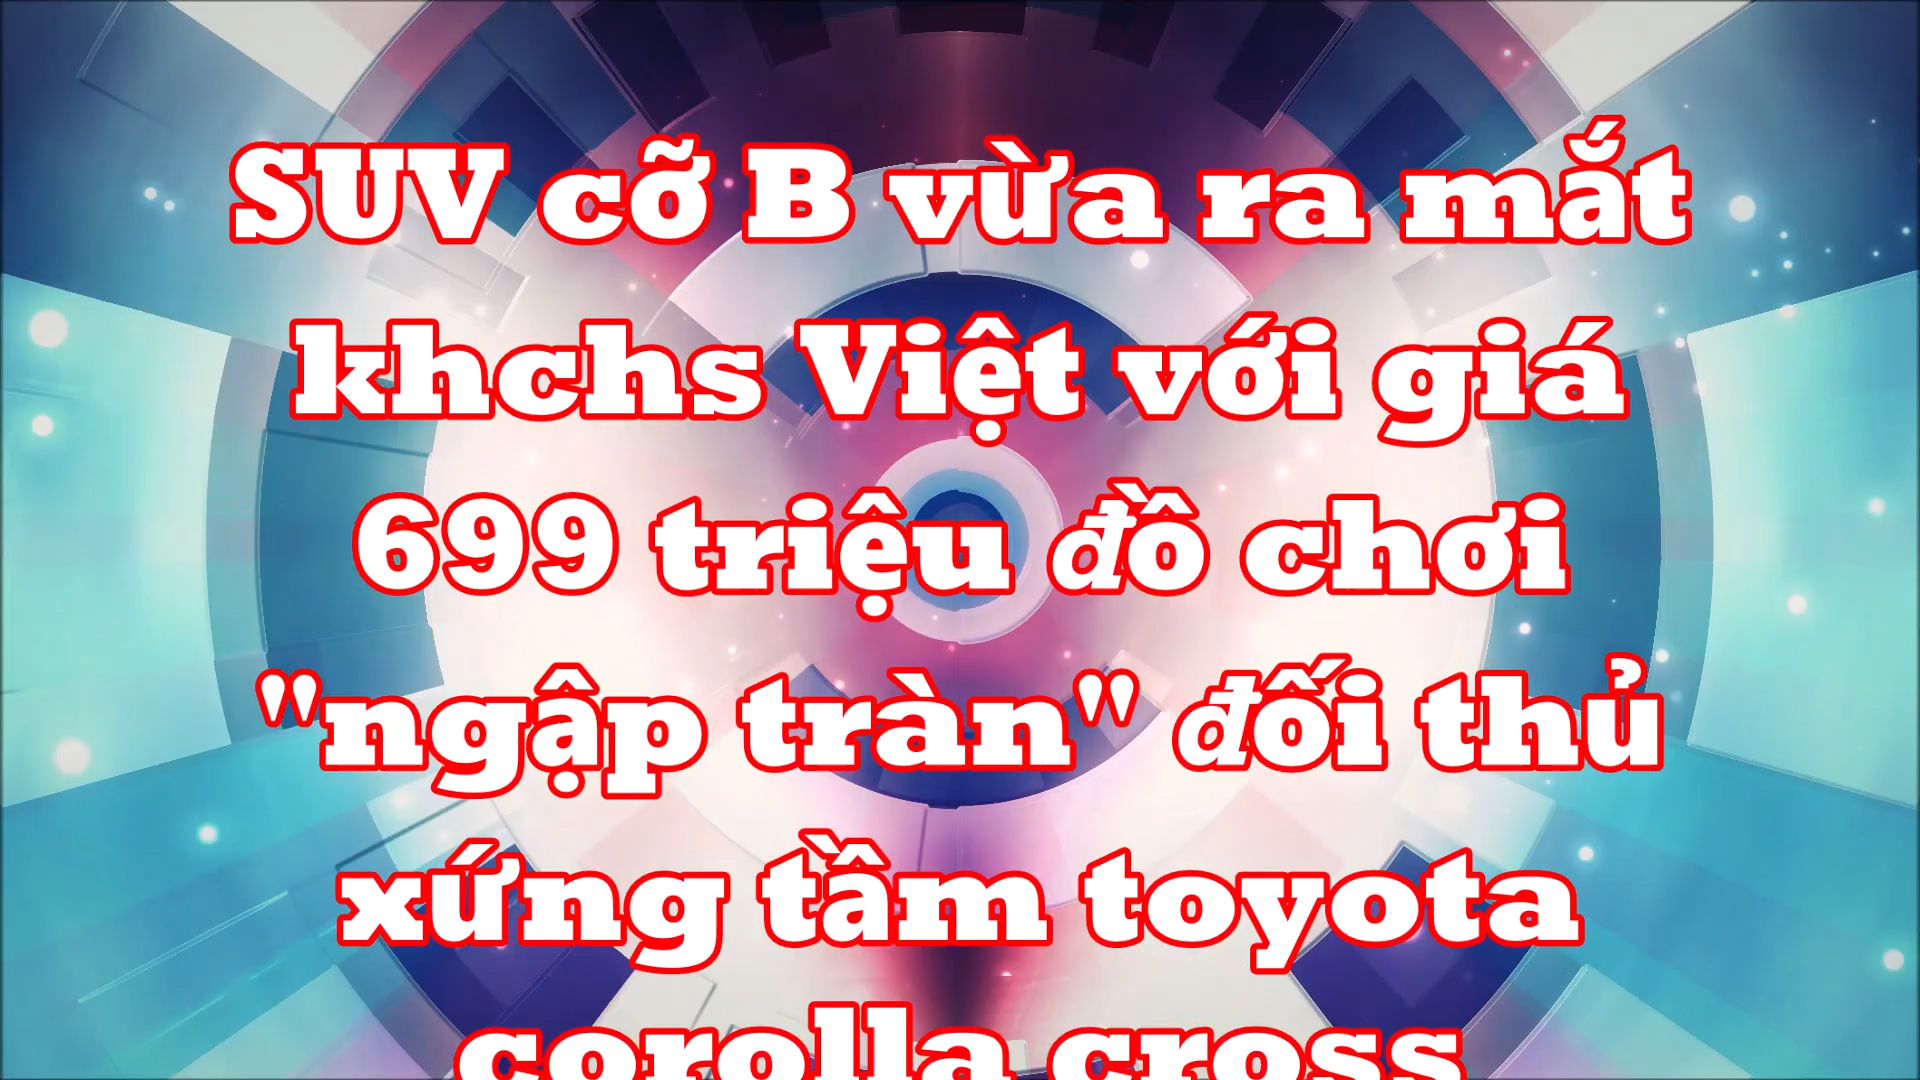 SUV cỡ B vừa ra mắt
khchs Việt với giá
699 triệu đồ chơi
"ngập tràn" đối thủ
xứng tầm toyota
corolla cross